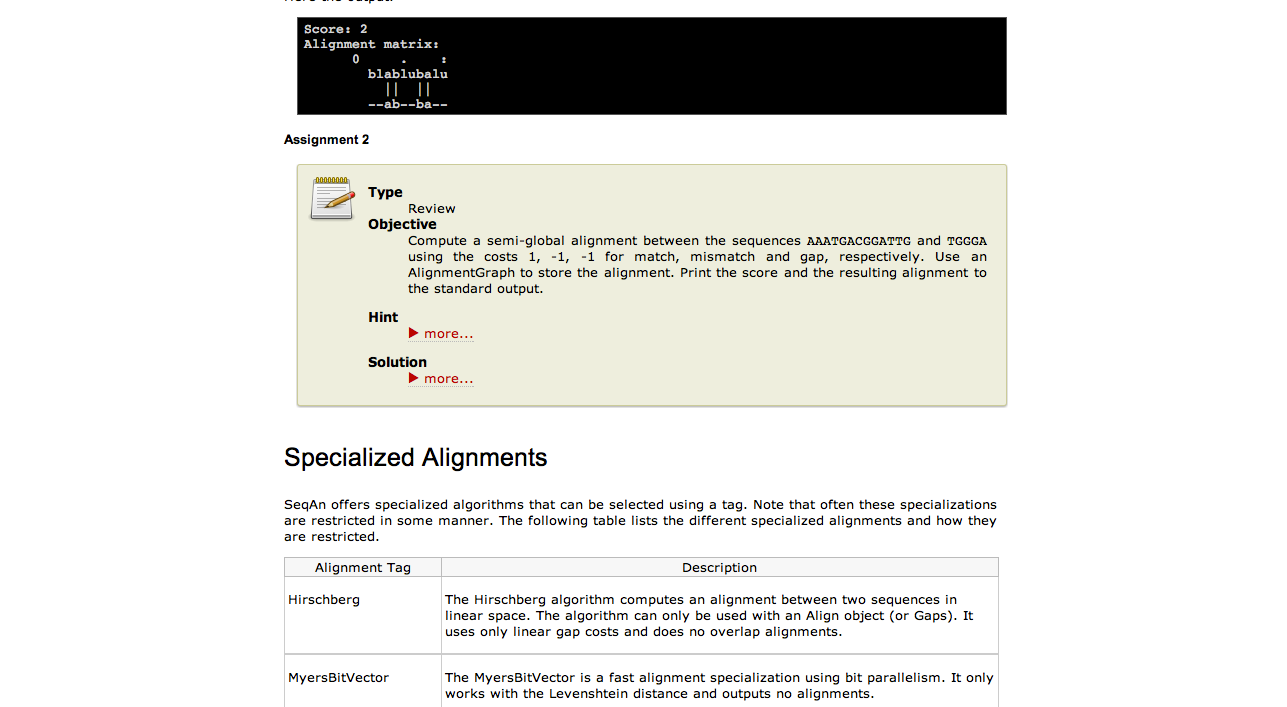 Score: 2
Alignment matrix:
0 . :
blablubalu
|| ||
--ab--ba--
Assignment 2
Type
Review
Objective
Compute a semi-global alignment between the sequences AAATGACGGATTG and TGGGA
using the costs 1, -1, -1 for match, mismatch and gap, respectively. Use an
AlignmentGraph to store the alignment. Print the score and the resulting alignment to
the standard output.
Hint
▶ more...
Solution
▶ more...
Specialized Alignments
SeqAn offers specialized algorithms that can be selected using a tag. Note that often these specializations
are restricted in some manner. The following table lists the different specialized alignments and how they
are restricted.
Alignment Tag Description
Hirschberg
The Hirschberg algorithm computes an alignment between two sequences in
linear space. The algorithm can only be used with an Align object (or Gaps). It
uses only linear gap costs and does no overlap alignments.
MyersBitVector
The MyersBitVector is a fast alignment specialization using bit parallelism. It only
works with the Levenshtein distance and outputs no alignments.